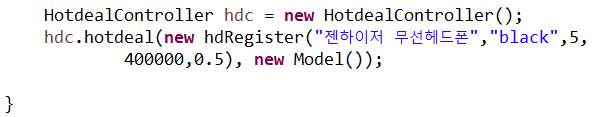 HotdealController hdc = new HotdealController();
hdc.hotdeal(new hdRegister("젠하이저 무선헤드폰","black",5,
400000,0.5), new Model());
}